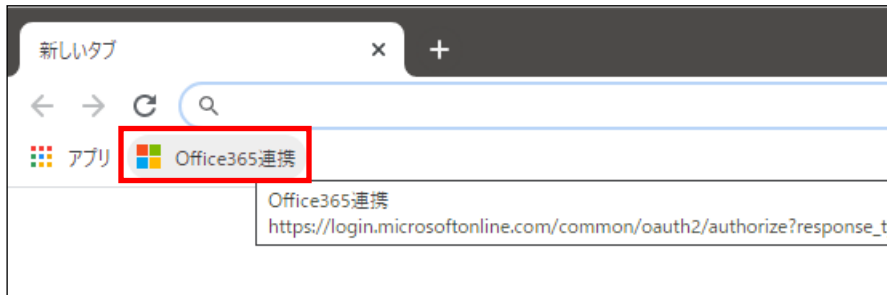 新しいタブ
アプリ
Office365連携
Office365連携
https://login.microsoftonline.com/common/oauth2/authorize?response_t